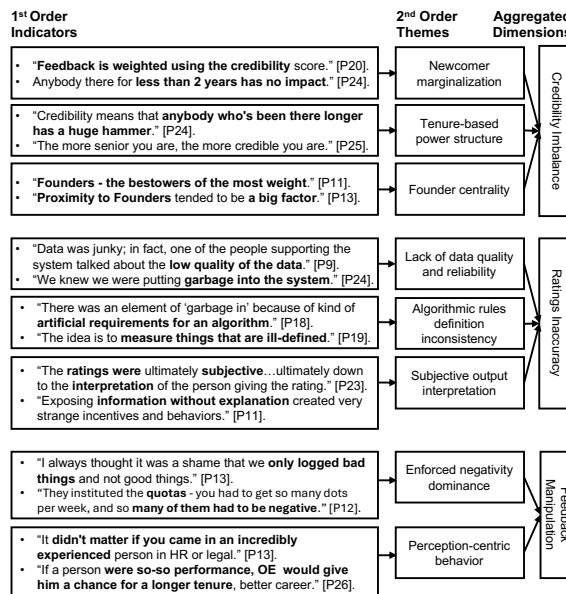 1st Order
Indicators
2nd Order
Themes
Aggregated
Dimensions
• “Feedback is weighted using the credibility score.” [P20].
• Anybody there for less than 2 years has no impact.” [P24].
Newcomer
marginalization
• “Credibility means that anybody who's been there longer
has a huge hammer.” [P24].
• “The more senior you are, the more credible you are.” [P25]
Tenure-based
power structure
• “Founders - the bestowers of the most weight.” [P11].
• “Proximity to Founders tended to be a big factor.” [P13].
Founder centrality
Credibility Imbalance
• “Data was junky; in fact, one of the people supporting the
system talked about the low quality of the data.” [P9].
• “We knew we were putting garbage into the system.” [P24].
Lack of data quality
and reliability
• “There was an element of ‘garbage in’ because of kind of
artificial requirements for an algorithm.” [P18].
• “The idea is to measure things that are ill-defined.” [P19].
Algorithmic rules
definition
inconsistency
• “The ratings were ultimately subjective…ultimately down
to the interpretation of the person giving the rating.” [P23].
• “Exposing information without explanation created very
strange incentives and behaviors.” [P11].
Subjective output
interpretation
Ratings Inaccuracy
• “I always thought it was a shame that we only logged bad
things and not good things.” [P13].
• “They instituted the quotas - you had to get so many dots
per week, and so many of them had to be negative.” [P12].
Enforced negativity
dominance
• “It didn't matter if you came in an incredibly
experienced person in HR or legal.” [P13].
• “If a person were so-so performance, OE would give
him a chance for a longer tenure, better career.” [P26].
Perception-centric
behavior
Feedback
Manipulation